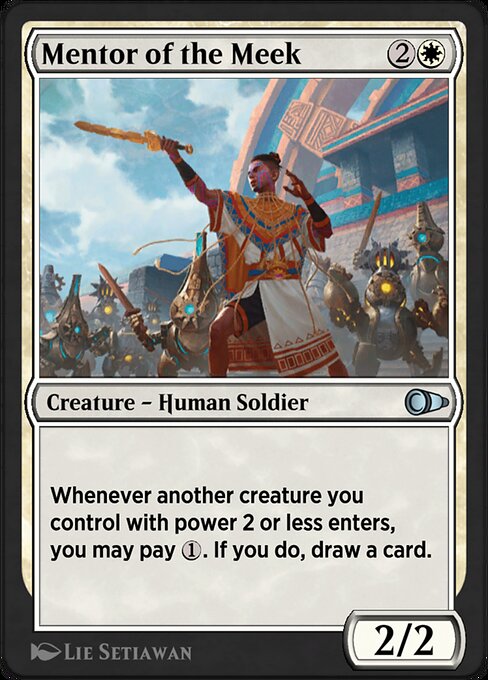 Mentor of the Meek 2
Creature – Human Soldier
Whenever another creature you
control with power 2 or less enters,
you may pay 1. If you do, draw a card.
2/2
Lie Setiawan